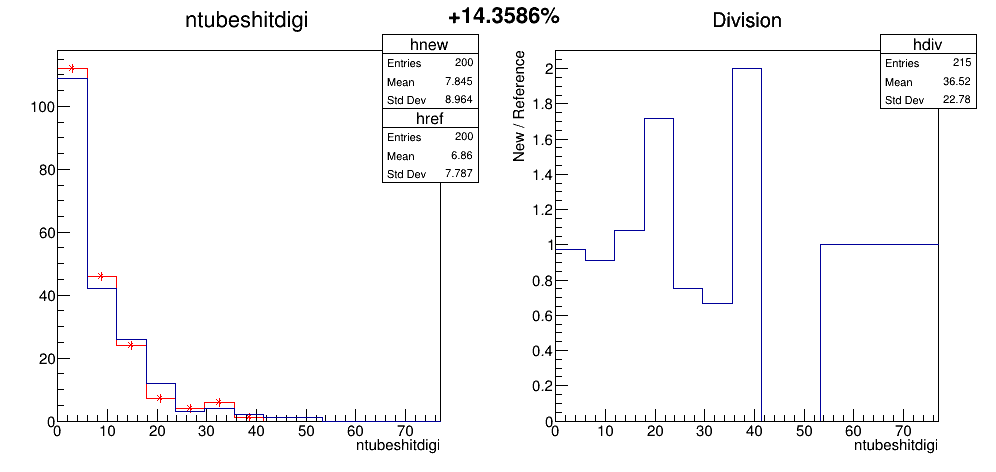 ntubeshitdigi
+14.3586%
Division
hnew
Entries 200
Mean 7.845
Std Dev 8.964
href
Entries 200
Mean 6.86
Std Dev 7.787
100
80
60
40
20
0
0 10 20 30 40 50 60 70
ntubeshitdigi
hdiv
Entries 215
Mean 36.52
Std Dev 22.78
New / Reference
2
1.8
1.6
1.4
1.2
1
0.8
0.6
0.4
0.2
0
0 10 20 30 40 50 60 70
ntubeshitdigi